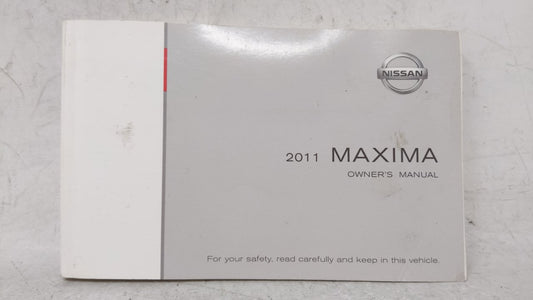 NISSAN
2011 MAXIMA
OWNER'S MANUAL
For your safety, read carefully and keep in this vehicle.